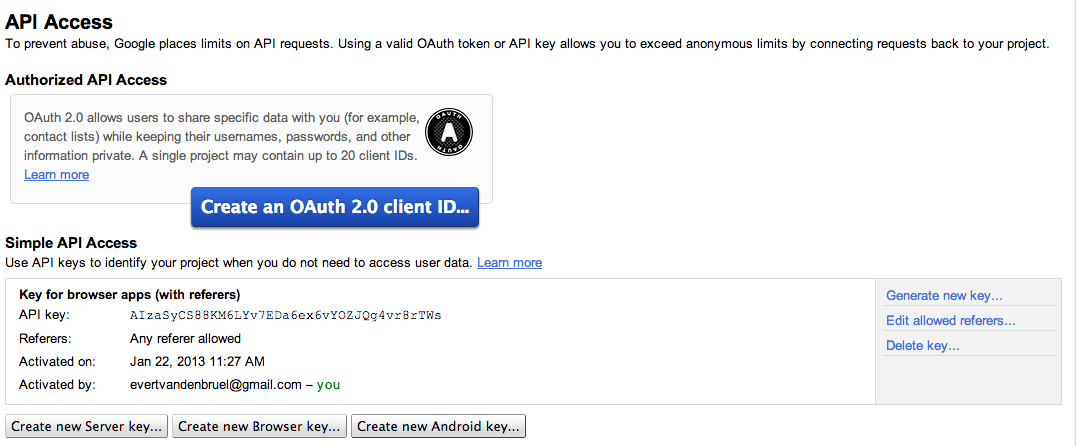 API Access
To prevent abuse, Google places limits on API requests. Using a valid OAuth token or API key allows you to exceed anonymous limits by connecting requests back to your project.
Authorized API Access
OAuth 2.0 allows users to share specific data with you (for example,
contact lists) while keeping their usernames, passwords, and other
information private. A single project may contain up to 20 client IDs.
Learn more
OAUTH
A
OAUTH
Create an OAuth 2.0 client ID...
Simple API Access
Use API keys to identify your project when you do not need to access user data. Learn more
Key for browser apps (with referers)
API key: AIzaSyCS88KM6LYv7EDa6ex6vYOZJQg4vr8rTWs
Referers: Any referer allowed
Activated on: Jan 22, 2013 11:27 AM
Activated by: evertvandenbruel@gmail.com – you
Generate new key...
Edit allowed referers...
Delete key...
Create new Server key... Create new Browser key... Create new Android key...